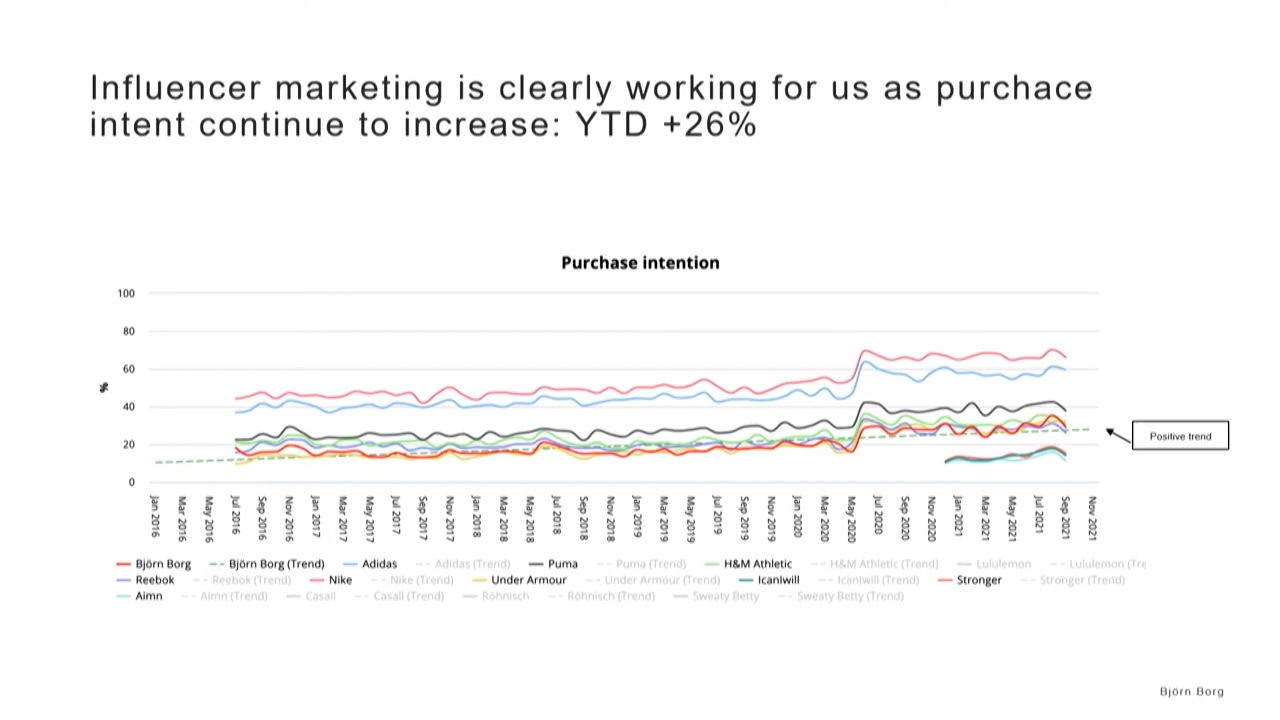 Influencer marketing is clearly working for us as purchace
intent continue to increase: YTD +26%
Purchase intention
100
80
60
40
20
0
%
Positive trend
Jan 2016 Mar 2016 May 2016 Jul 2016 Sep 2016 Nov 2016 Jan 2017 Mar 2017 May 2017 Jul 2017 Sep 2017 Nov 2017 Jan 2018 Mar 2018 May 2018 Jul 2018 Sep 2018 Nov 2018 Jan 2019 Mar 2019 May 2019 Jul 2019 Sep 2019 Nov 2019 Jan 2020 Mar 2020 May 2020 Jul 2020 Sep 2020 Nov 2020 Jan 2021 Mar 2021 May 2021 Jul 2021 Sep 2021 Nov 2021
Björn Borg Björn Borg (Trend) Adidas Adidas (Trend) Puma Puma (Trend) H&M Athletic H&M Athletic (Trend) Lululemon Lululemon (Tre
Reebok Reebok (Trend) Nike Nike (Trend) Under Armour Under Armour (Trend) Icaniwill Icaniwill (Trend) Stronger Stronger (Trend)
Aimn Aimn (Trend) Casall Casall (Trend) Röhnisch Röhnisch (Trend) Sweaty Betty Sweaty Betty (Trend)
Björn Borg